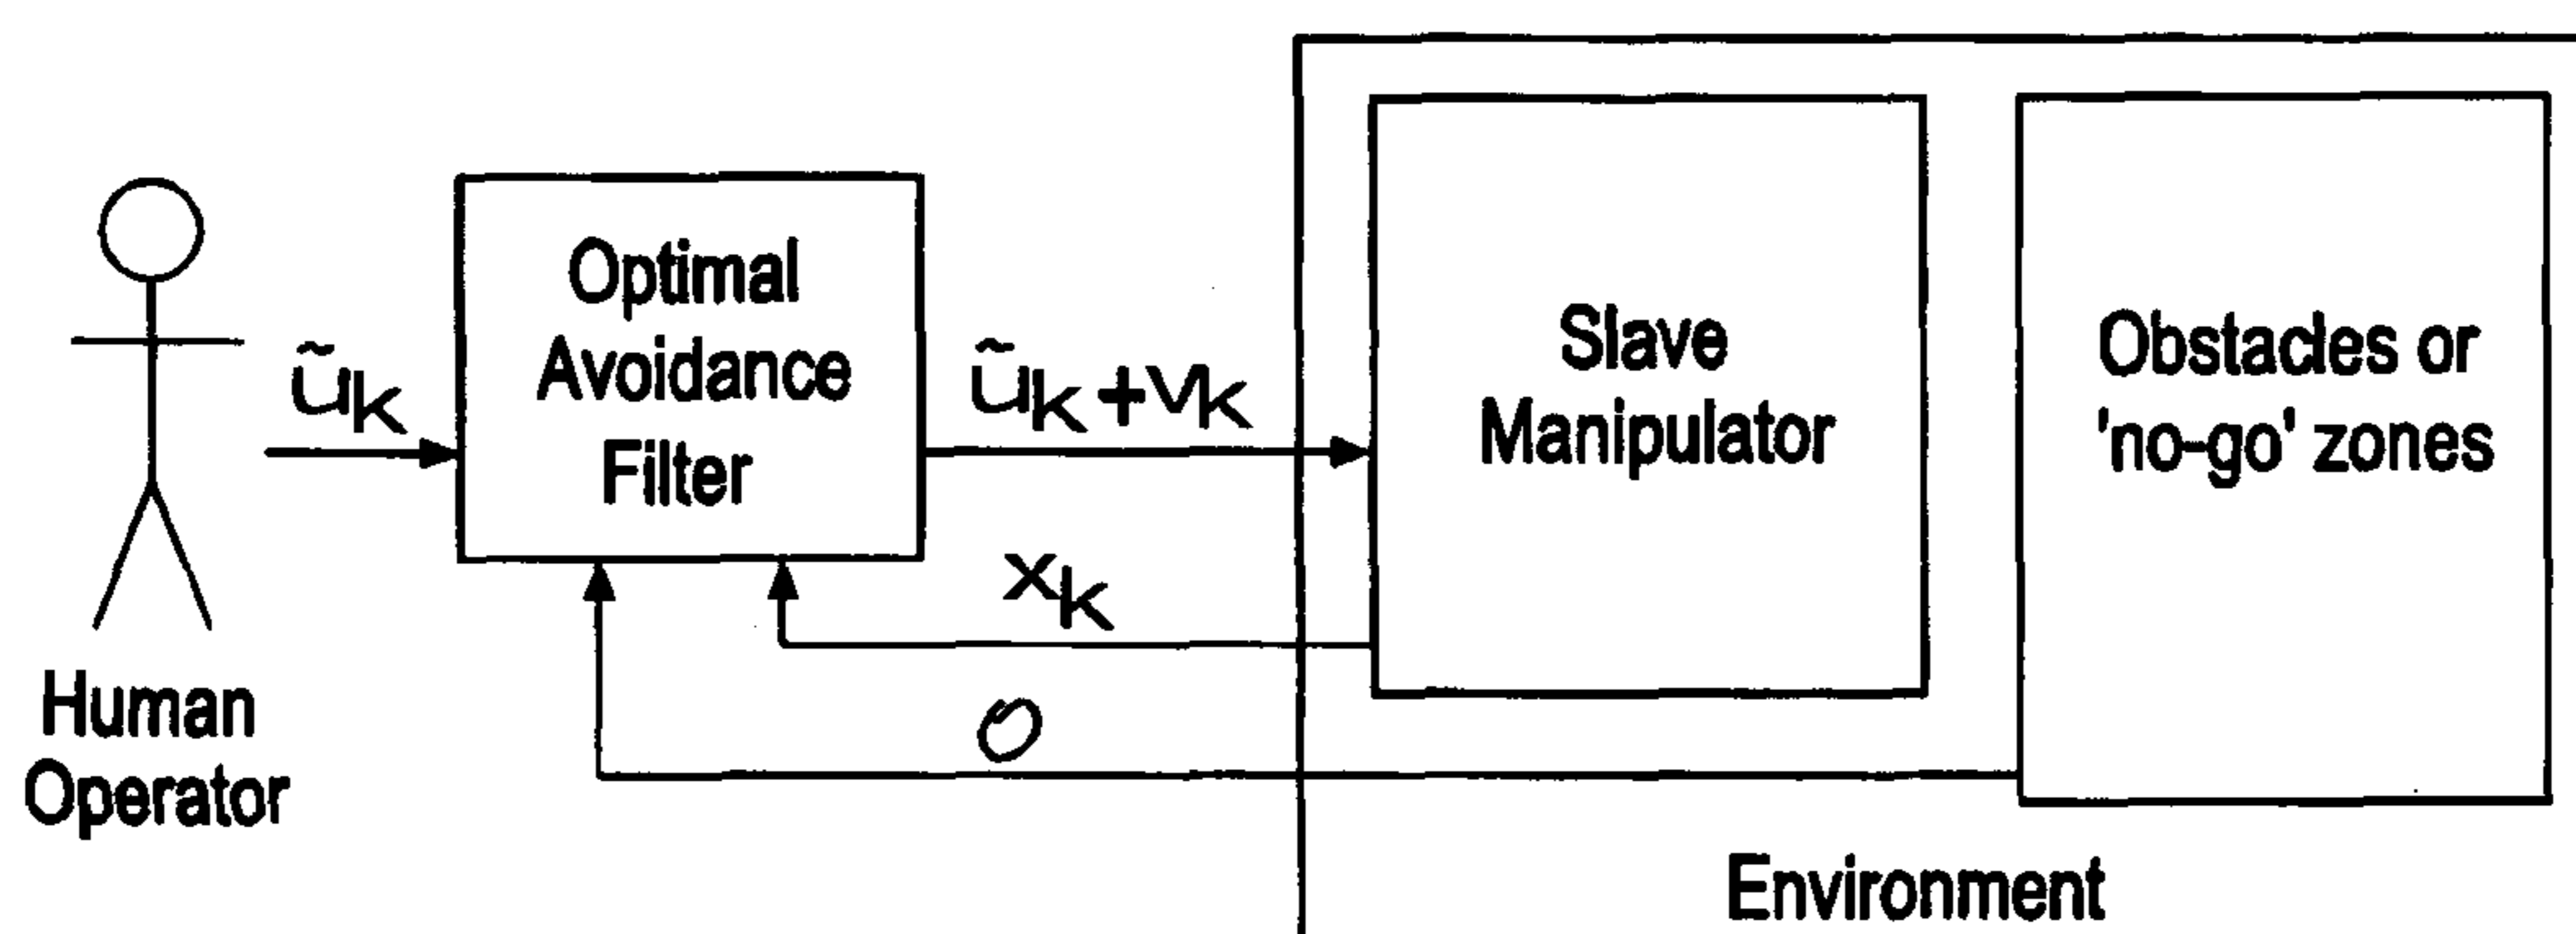 Human
Operator
ũk
Optimal
Avoidance
Filter
ũk+vk
xk
O
Slave
Manipulator
Obstacles or
'no-go' zones
Environment